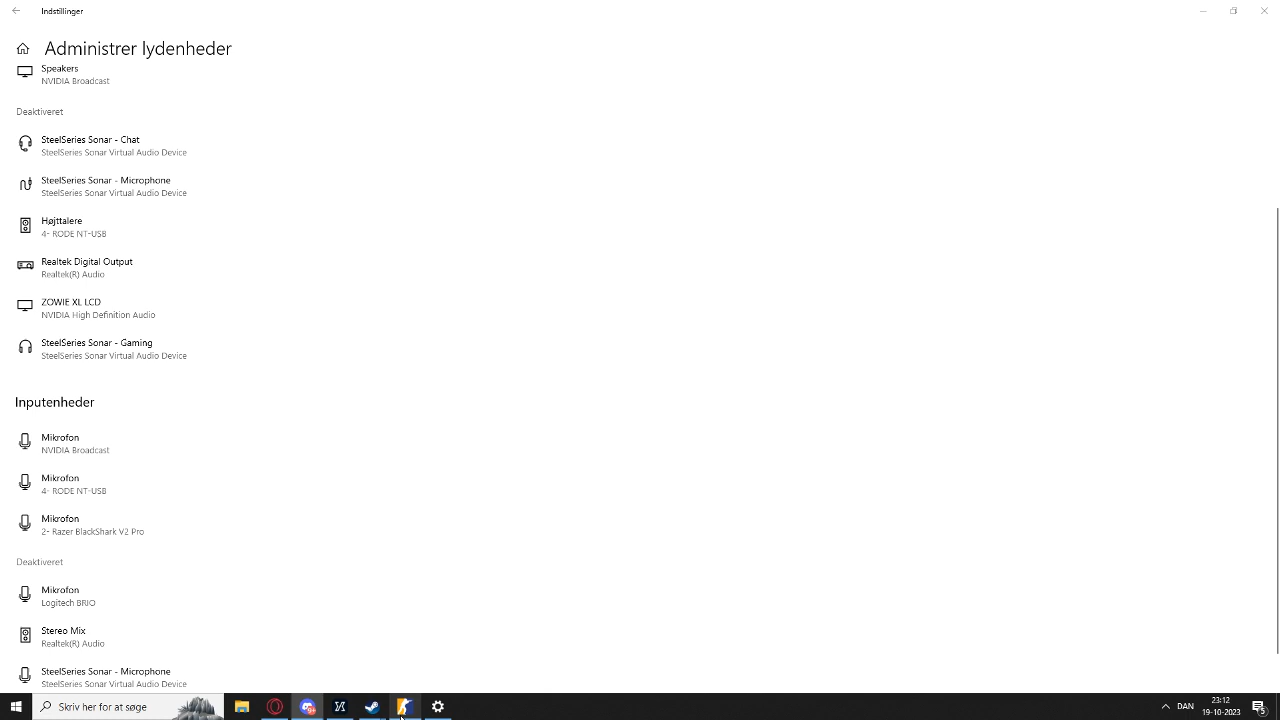 Indstillinger
Administrer lydenheder
Speakers
NVIDIA Broadcast
Deaktiveret
SteelSeries Sonar - Chat
SteelSeries Sonar Virtual Audio Device
SteelSeries Sonar - Microphone
SteelSeries Sonar Virtual Audio Device
Højttalere
4- RODE NT-USB
Realtek Digital Output
Realtek(R) Audio
ZOWIE XL LCD
NVIDIA High Definition Audio
SteelSeries Sonar - Gaming
SteelSeries Sonar Virtual Audio Device
Inputenheder
Mikrofon
NVIDIA Broadcast
Mikrofon
4- RODE NT-USB
Mikrofon
2- Razer BlackShark V2 Pro
Deaktiveret
Mikrofon
Logitech BRIO
Stereo Mix
Realtek(R) Audio
SteelSeries Sonar - Microphone
SteelSeries Sonar Virtual Audio Device
Skriv her for at søge
DAN
23:12
19-10-2023
5